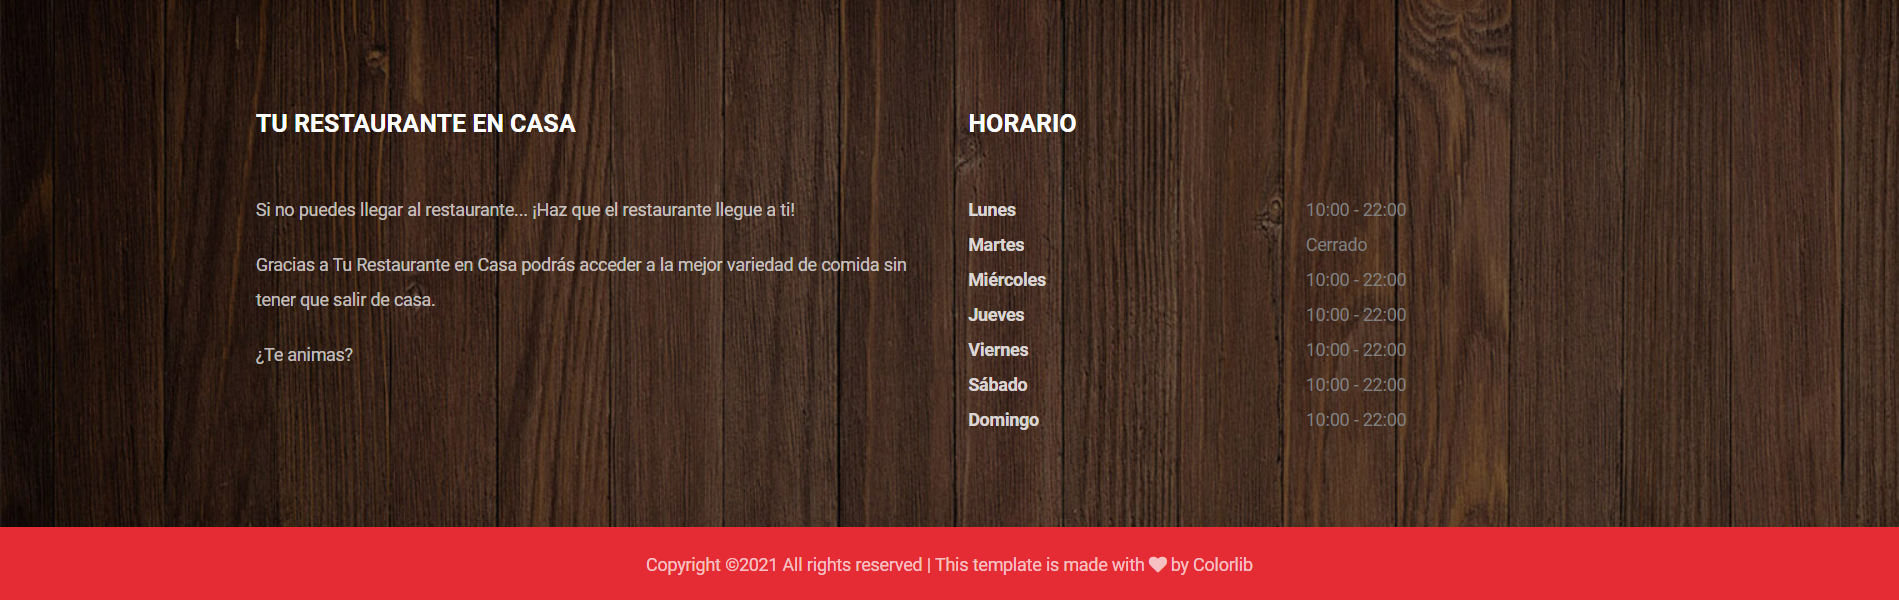 TU RESTAURANTE EN CASA
Si no puedes llegar al restaurante... ¡Haz que el restaurante llegue a ti!
Gracias a Tu Restaurante en Casa podrás acceder a la mejor variedad de comida sin
tener que salir de casa.
¿Te animas?
HORARIO
Lunes 10:00 - 22:00
Martes Cerrado
Miércoles 10:00 - 22:00
Jueves 10:00 - 22:00
Viernes 10:00 - 22:00
Sábado 10:00 - 22:00
Domingo 10:00 - 22:00
Copyright ©2021 All rights reserved | This template is made with ♥ by Colorlib